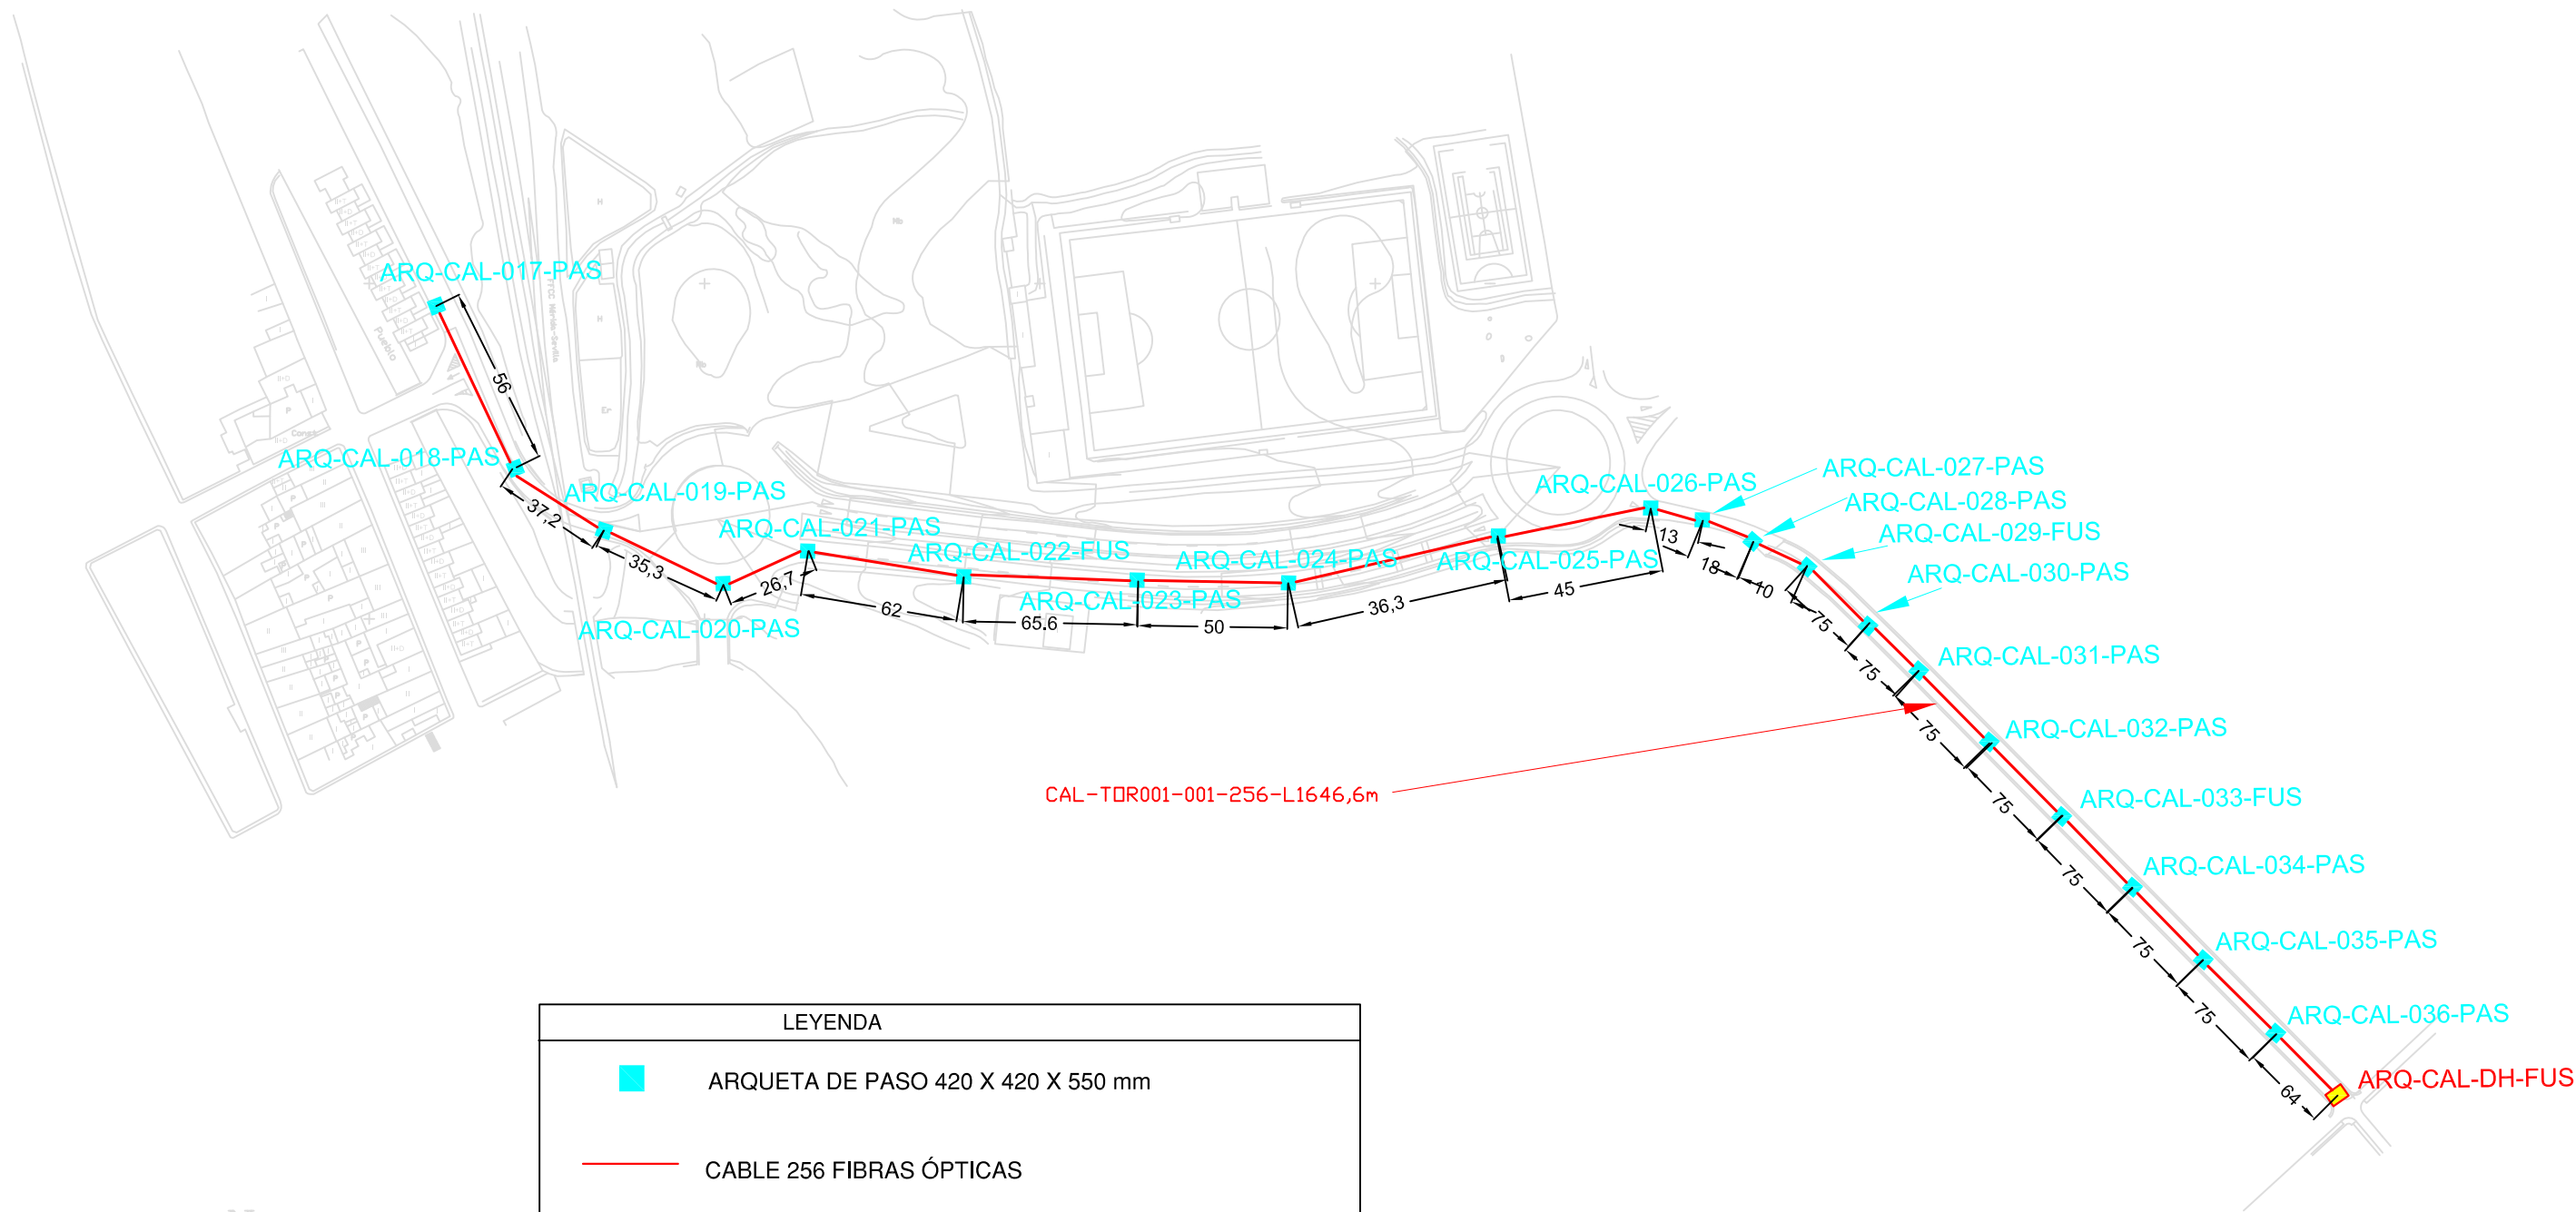 ARQ-CAL-017-PAS
56
ARQ-CAL-018-PAS
37,2
ARQ-CAL-019-PAS
35,3
ARQ-CAL-020-PAS
26,7
ARQ-CAL-021-PAS
62
ARQ-CAL-022-FUS
65.6
ARQ-CAL-023-PAS
50
ARQ-CAL-024-PAS
36,3
ARQ-CAL-025-PAS
45
ARQ-CAL-026-PAS
13
ARQ-CAL-027-PAS
18
ARQ-CAL-028-PAS
10
ARQ-CAL-029-FUS
75
ARQ-CAL-030-PAS
75
ARQ-CAL-031-PAS
75
ARQ-CAL-032-PAS
75
ARQ-CAL-033-FUS
75
ARQ-CAL-034-PAS
75
ARQ-CAL-035-PAS
75
ARQ-CAL-036-PAS
64
ARQ-CAL-DH-FUS
CAL-TOR001-001-256-L1646,6m
Pueblo
LEYENDA
ARQUETA DE PASO 420 X 420 X 550 mm
CABLE 256 FIBRAS ÓPTICAS